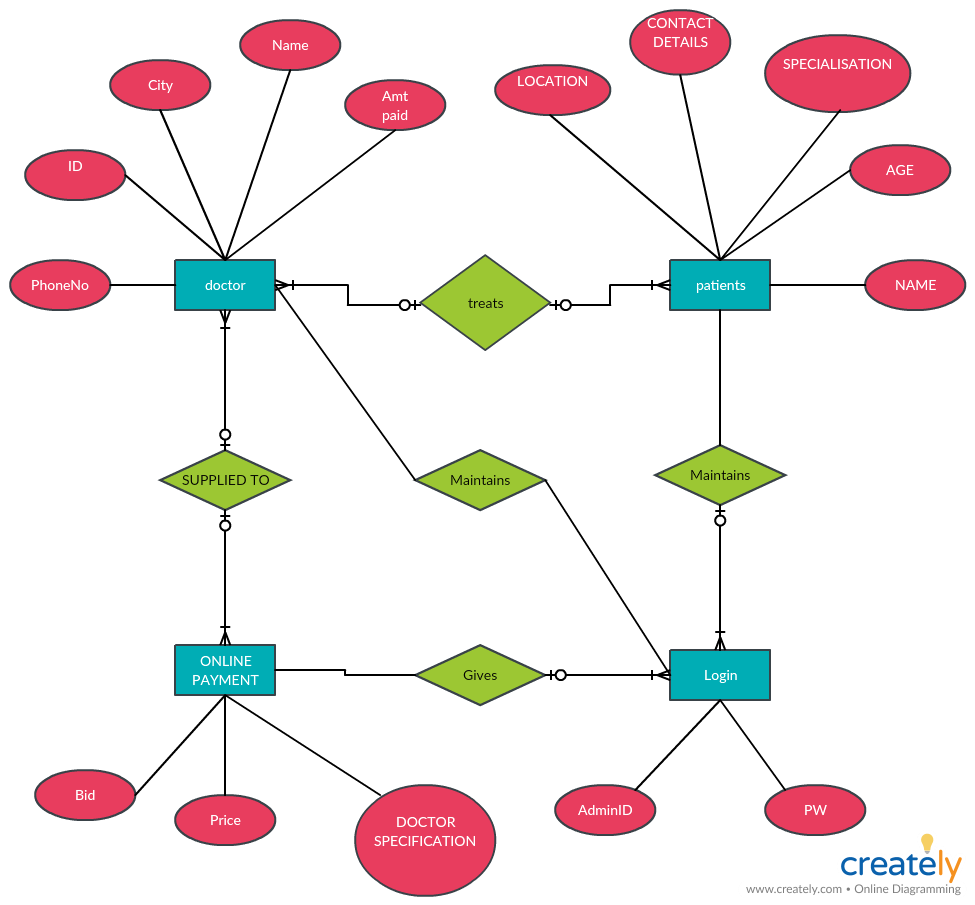 CONTACT
DETAILS
Name
SPECIALISATION
City
LOCATION
Amt
paid
ID
AGE
PhoneNo
doctor
treats
patients
NAME
SUPPLIED TO
Maintains
Maintains
ONLINE
PAYMENT
Gives
Login
Bid
Price
DOCTOR
SPECIFICATION
AdminID
PW
creately
www.creately.com • Online Diagramming